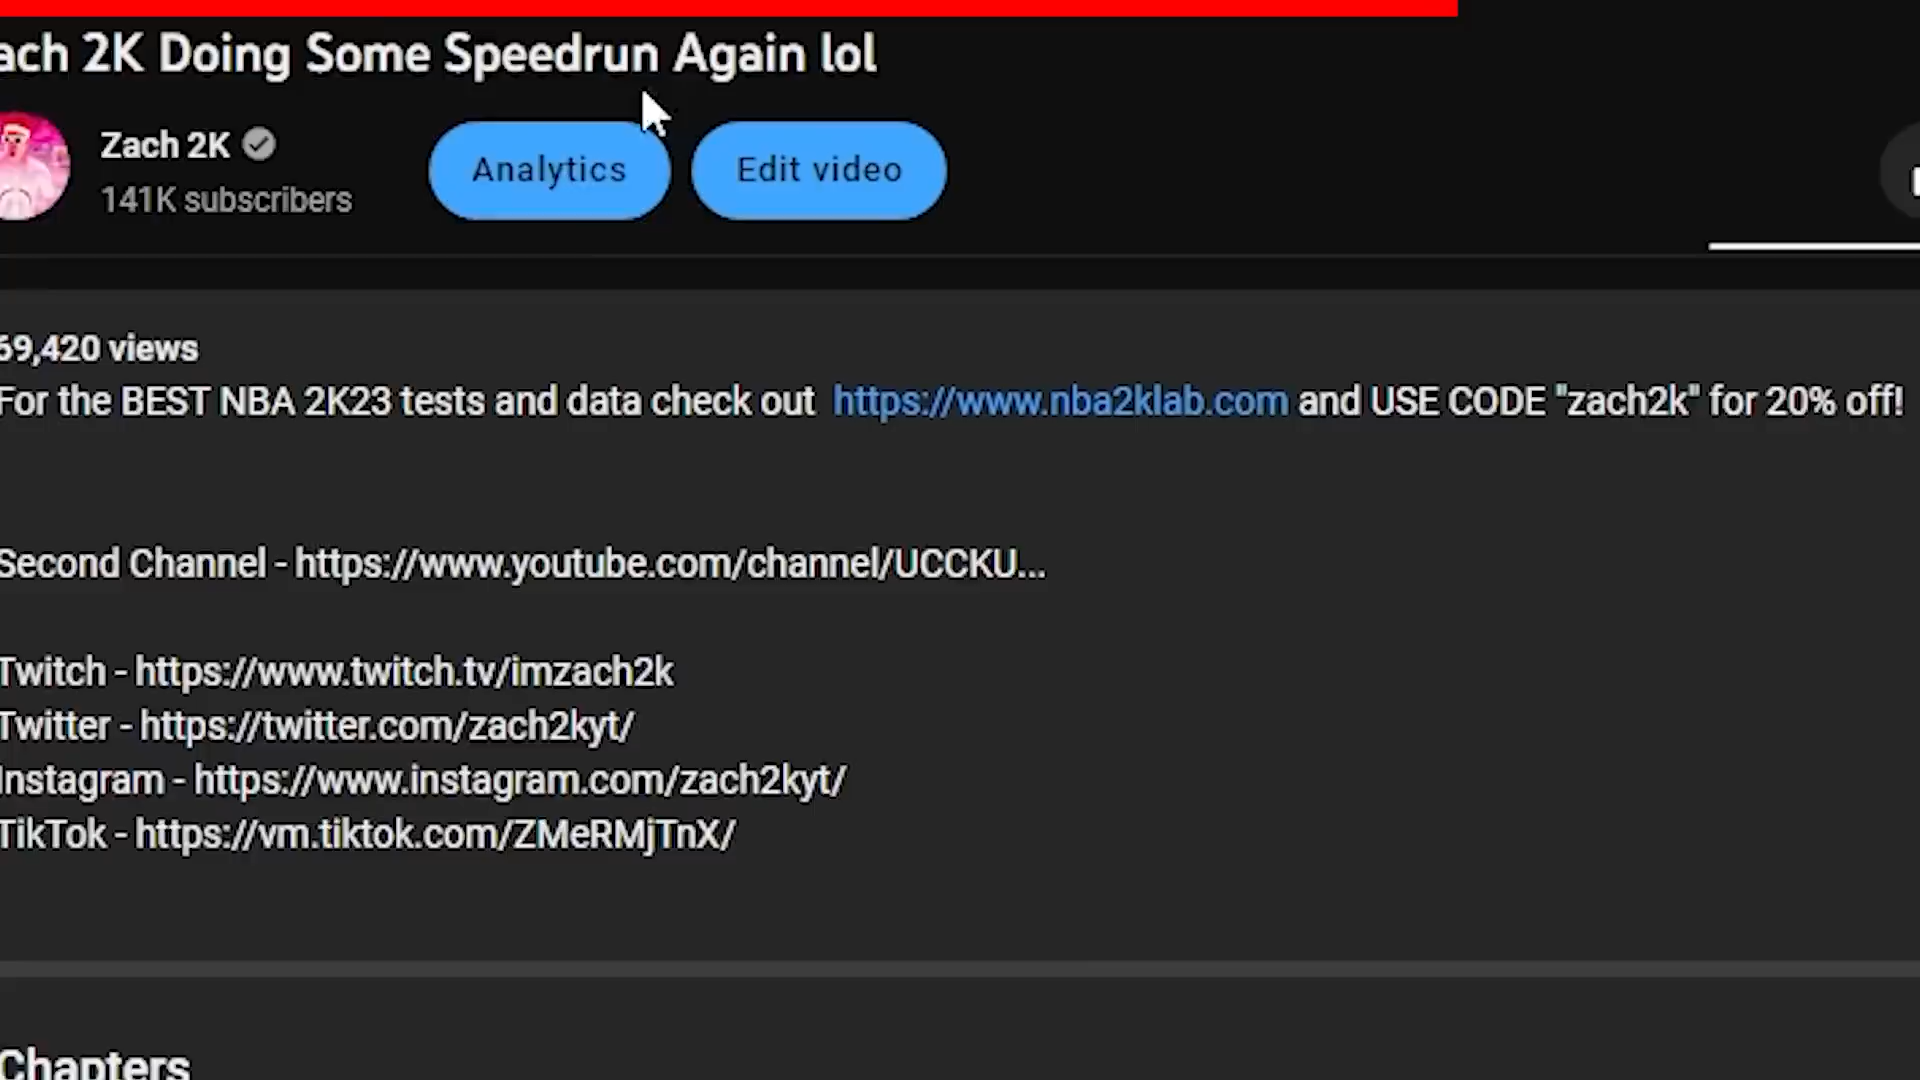 ach 2K Doing Some Speedrun Again lol
Zach 2K
141K subscribers
Analytics
Edit video
69,420 views
For the BEST NBA 2K23 tests and data check out https://www.nba2klab.com and USE CODE "zach2k" for 20% off!
Second Channel - https://www.youtube.com/channel/UCCKU...
Twitch - https://www.twitch.tv/imzach2k
Twitter - https://twitter.com/zach2kyt/
Instagram - https://www.instagram.com/zach2kyt/
TikTok - https://vm.tiktok.com/ZMeRMjTnX/
Chapters